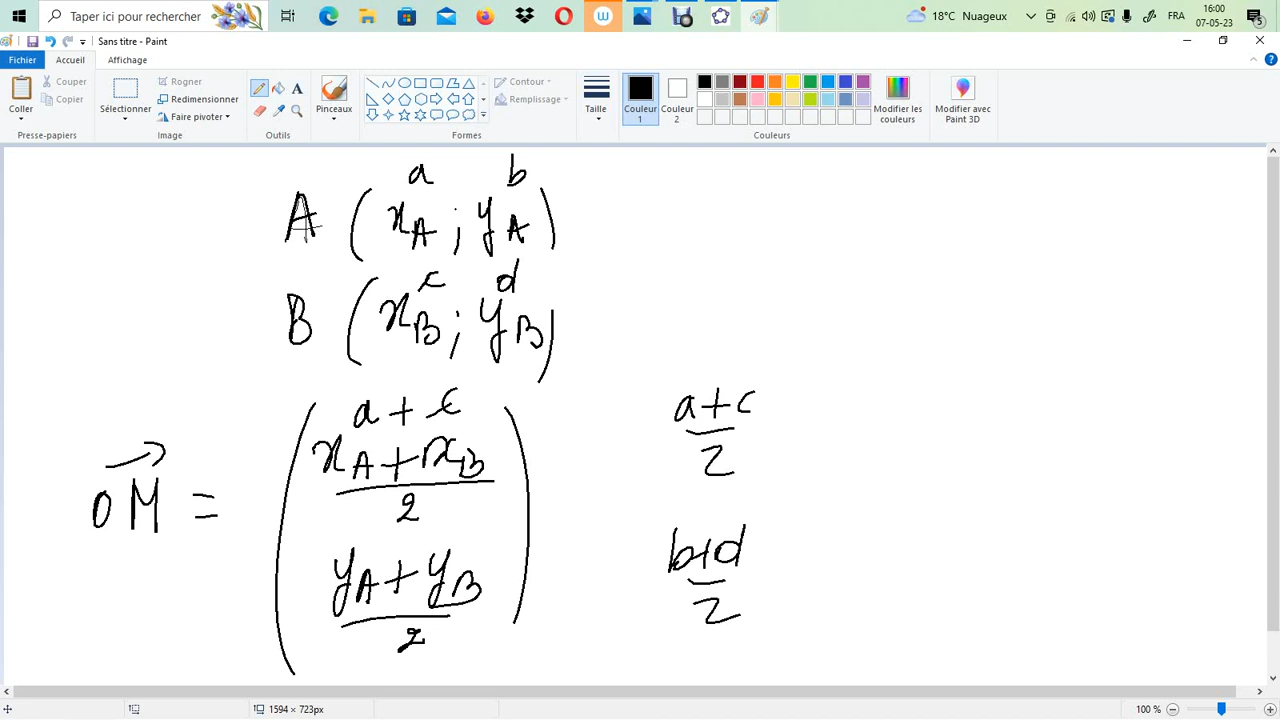 Taper ici pour rechercher
18°C Nuageux
FRA
16:00
07-05-23
5
Sans titre - Paint
Fichier Accueil Affichage
Coller
Couper
Copier
Presse-papiers
Sélectionner
Rogner
Redimensionner
Faire pivoter
Image
A
Outils
Pinceaux
Contour
Remplissage
Formes
Taille
Couleur 1
Couleur 2
Modifier les couleurs
Couleurs
Modifier avec Paint 3D
a b
A ( xA ; yA )
c d
B ( xB ; yB )
a + c
OM = ( xA + xB
2
yA + yB
2 )
a+c
2
b+d
2
1594 × 723px
100 %